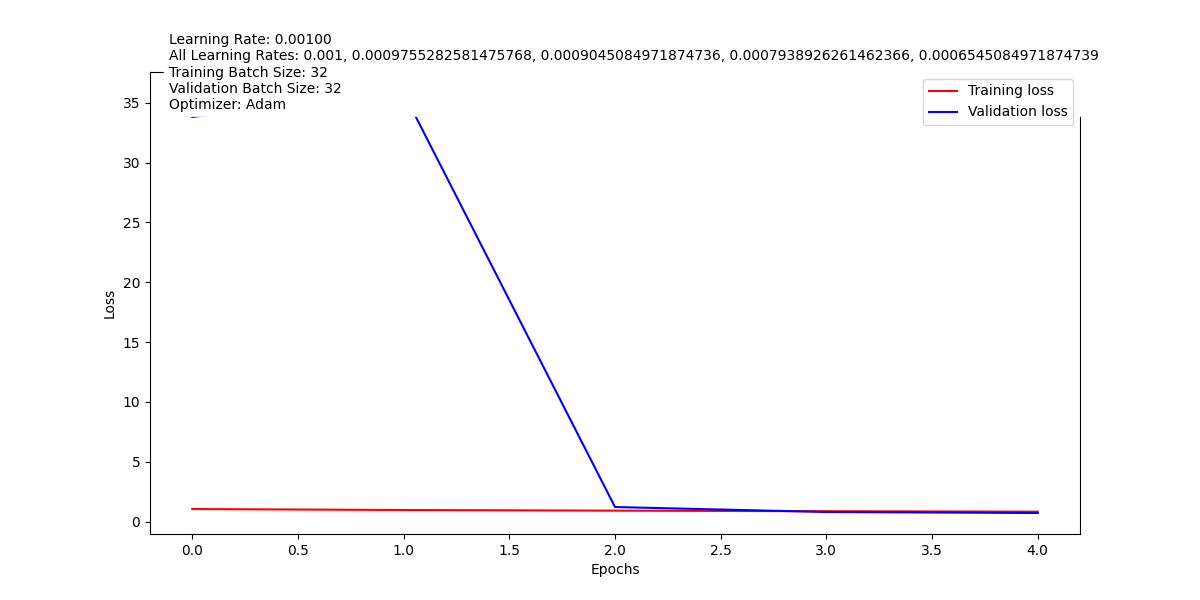 Learning Rate: 0.00100
All Learning Rates: 0.001, 0.0009755282581475768, 0.0009045084971874736, 0.0007938926261462366, 0.0006545084971874739
Training Batch Size: 32
Validation Batch Size: 32
Optimizer: Adam
Training loss
Validation loss
35
30
25
20
15
10
5
0
Loss
0.0 0.5 1.0 1.5 2.0 2.5 3.0 3.5 4.0
Epochs